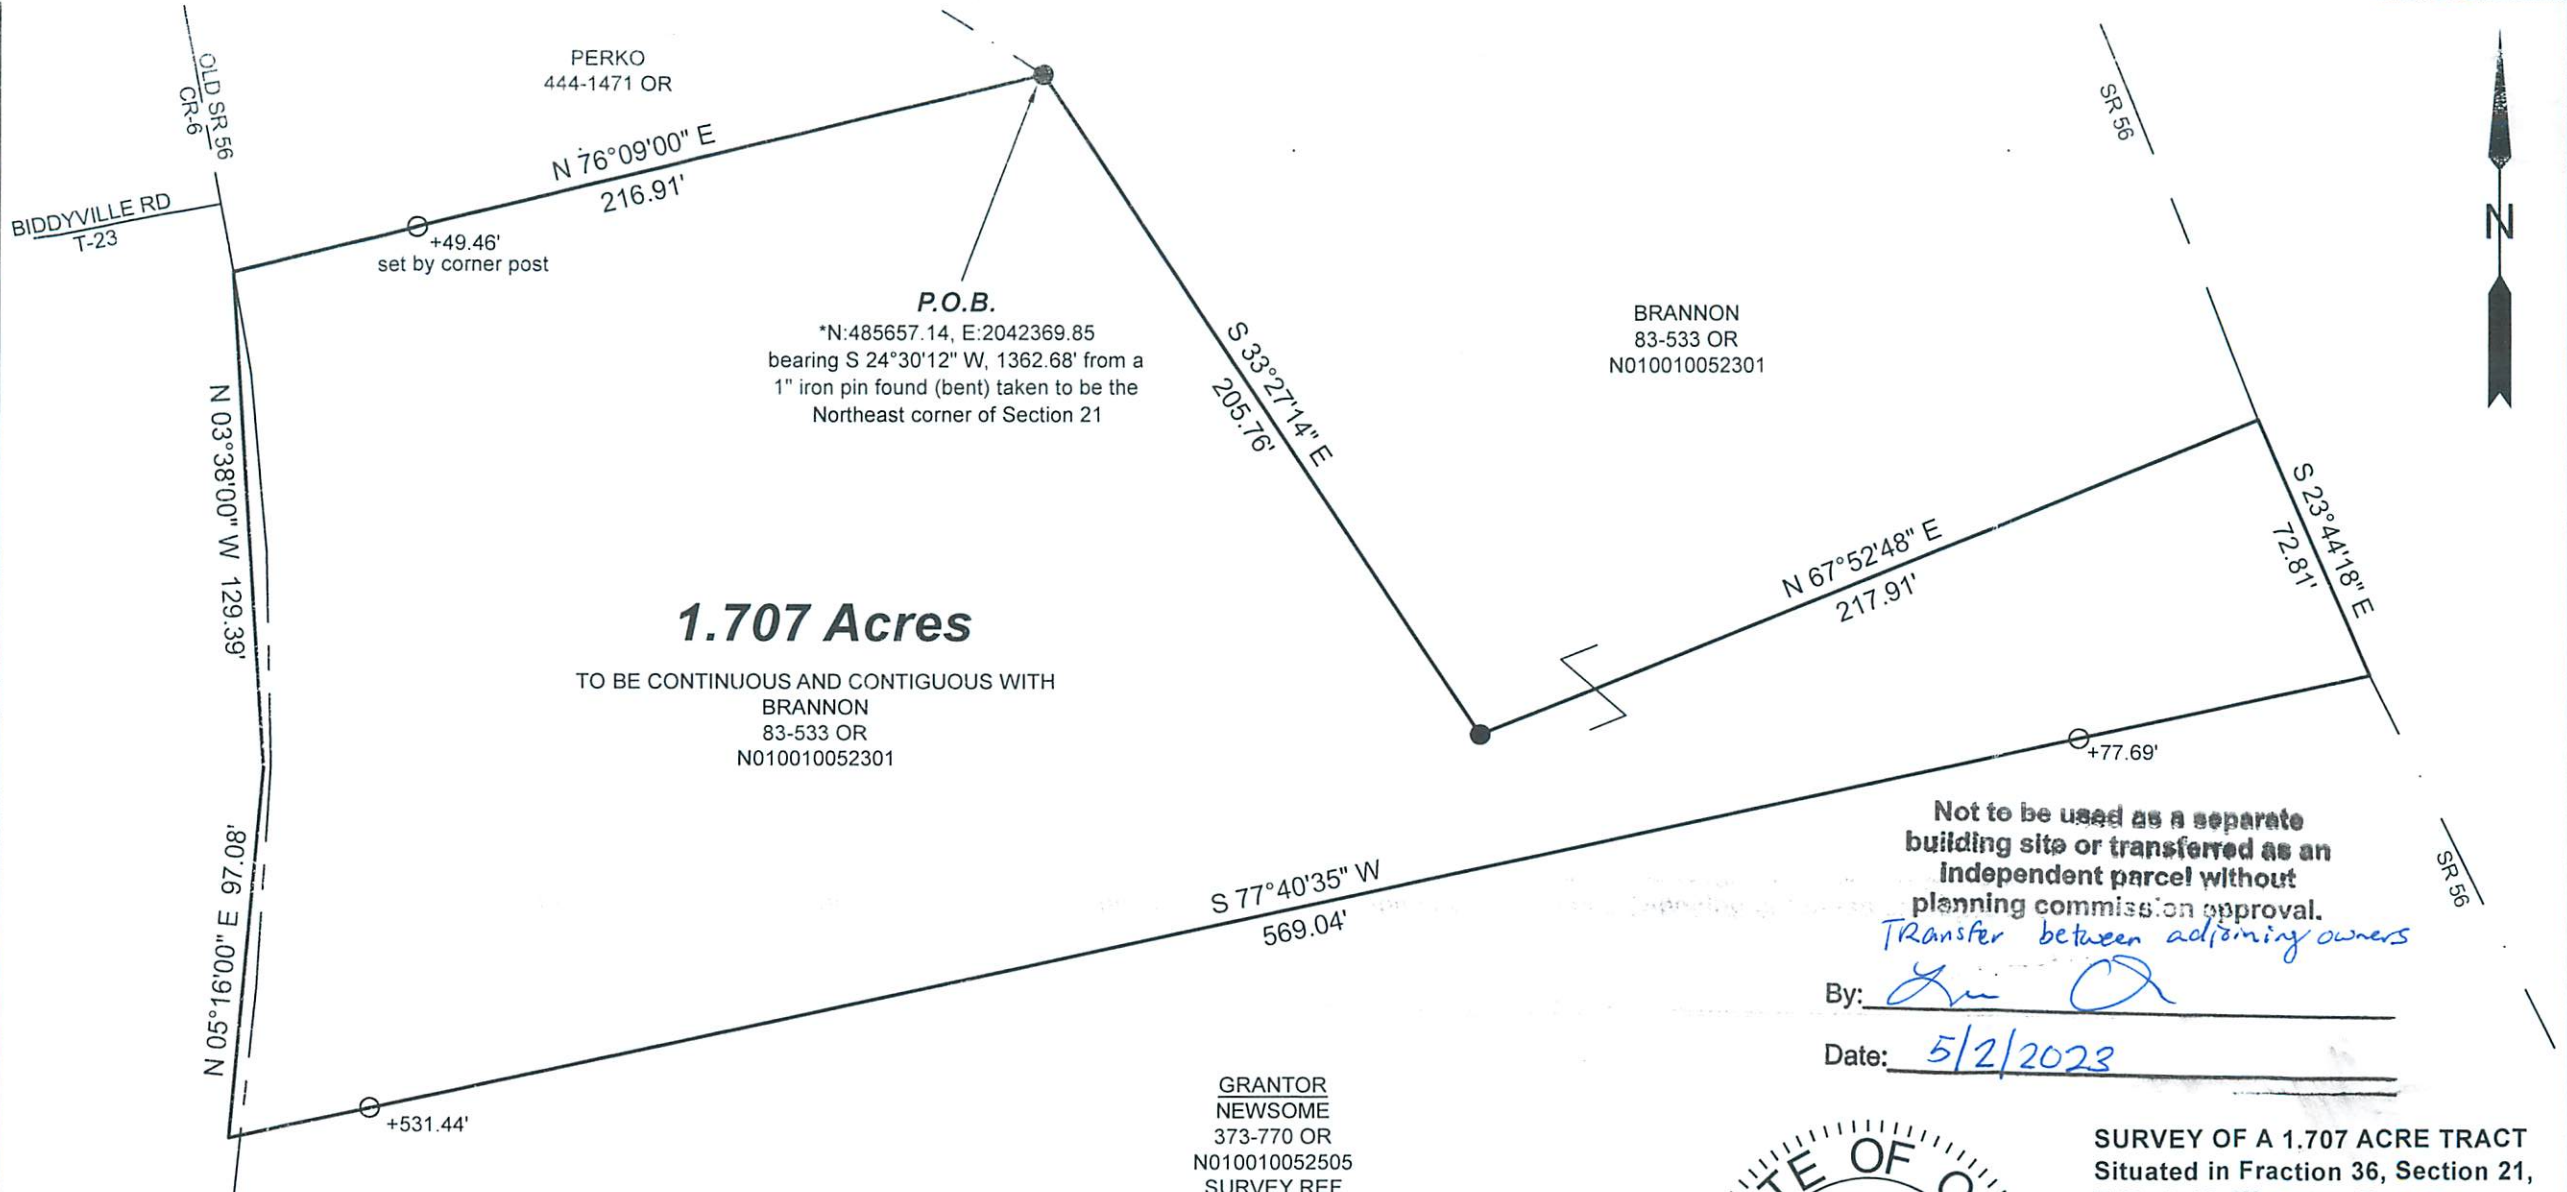 OLD SR 56
CR-6
BIDDYVILLE RD
T-23
PERKO
444-1471 OR
N 76°09'00" E
216.91'
+49.46'
set by corner post
P.O.B.
*N:485657.14, E:2042369.85
bearing S 24°30'12" W, 1362.68' from a
1" iron pin found (bent) taken to be the
Northeast corner of Section 21
S 33°27'14" E
205.76'
BRANNON
83-533 OR
N010010052301
SR 56
N
N 03°38'00" W 129.39'
1.707 Acres
TO BE CONTINUOUS AND CONTIGUOUS WITH
BRANNON
83-533 OR
N010010052301
N 67°52'48" E
217.91'
S 23°44'18" E
72.81'
+77.69'
N 05°16'00" E 97.08'
S 77°40'35" W
569.04'
+531.44'
Not to be used as a separate
building site or transferred as an
independent parcel without
planning commission approval.
Transfer between adjoining owners
By:
Date: 5/2/2023
SR 56
GRANTOR
NEWSOME
373-770 OR
N010010052505
SURVEY REF
TE OF O
SURVEY OF A 1.707 ACRE TRACT
Situated in Fraction 36, Section 21,